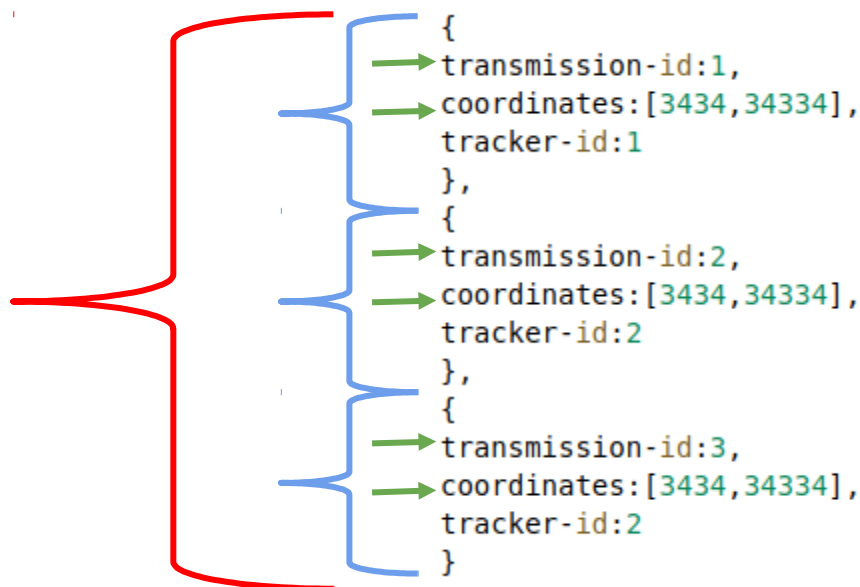 {
transmission-id:1,
coordinates:[3434,34334],
tracker-id:1
},
{
transmission-id:2,
coordinates:[3434,34334],
tracker-id:2
},
{
transmission-id:3,
coordinates:[3434,34334],
tracker-id:2
}